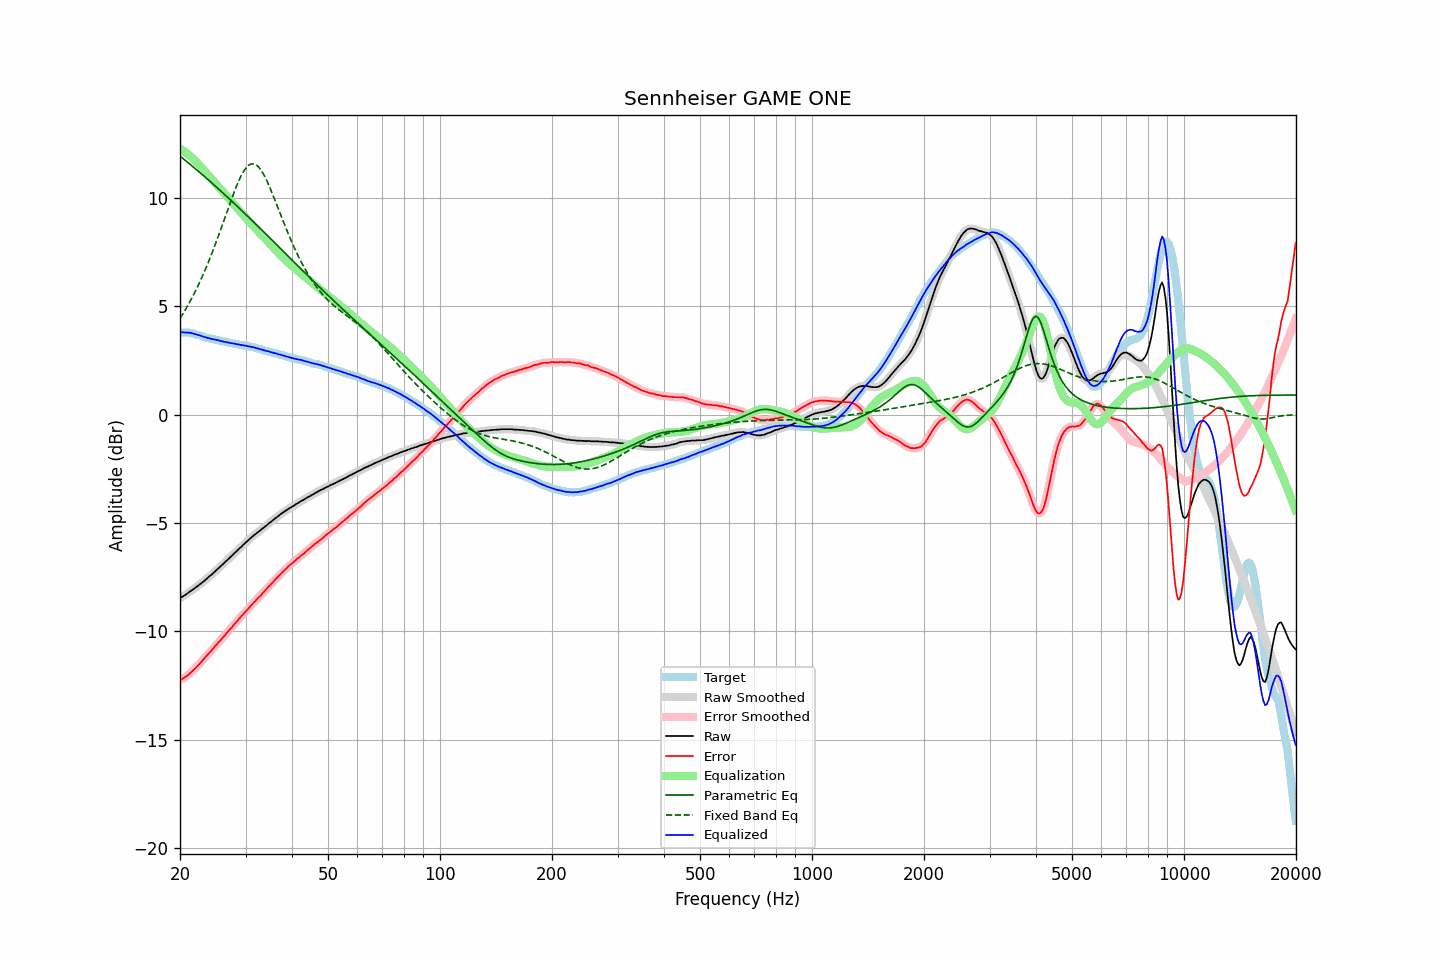 Sennheiser GAME ONE
Amplitude (dBr)
10
5
0
−5
−10
−15
−20
Target
Raw Smoothed
Error Smoothed
Raw
Error
Equalization
Parametric Eq
Fixed Band Eq
Equalized
20
50
100
200
500
1000
2000
5000
10000
20000
Frequency (Hz)